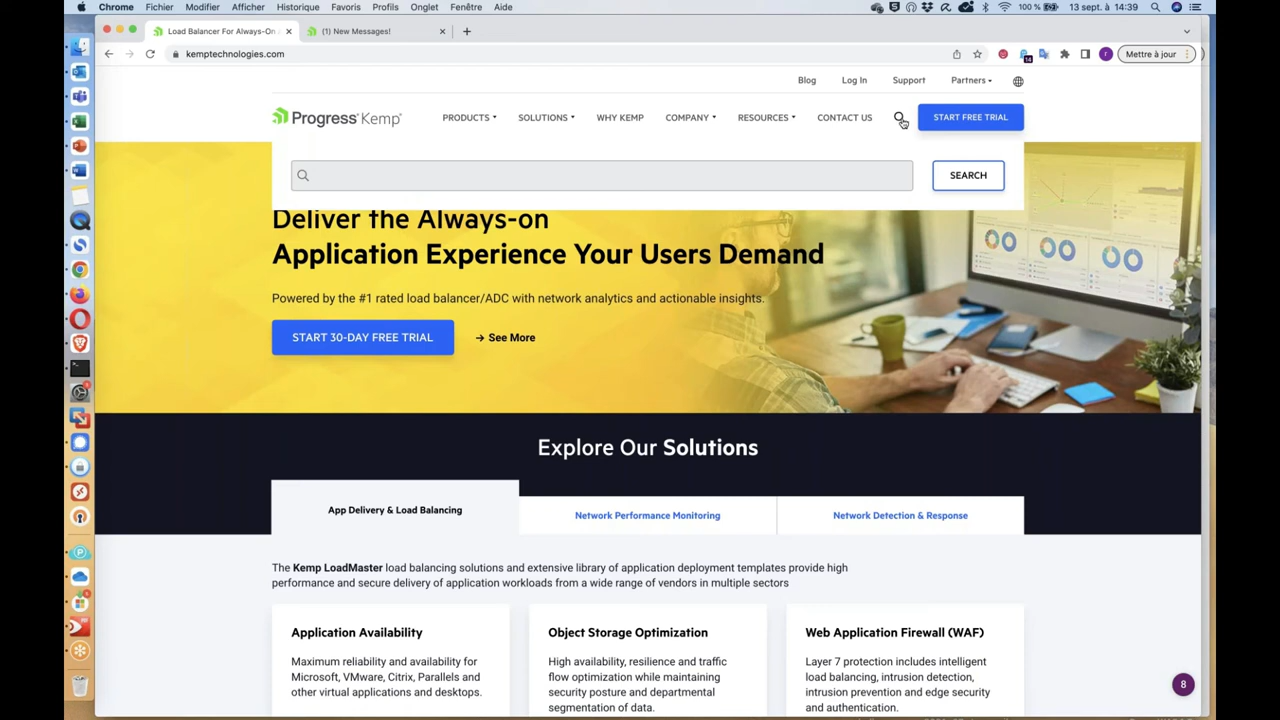 Chrome Fichier Modifier Afficher Historique Favoris Profils Onglet Fenêtre Aide 100 % 13 sept. à 14:39
Load Balancer For Always-On (1) New Messages!
kemptechnologies.com 14 r Mettre à jour
Blog Log In Support Partners
Progress Kemp PRODUCTS SOLUTIONS WHY KEMP COMPANY RESOURCES CONTACT US START FREE TRIAL
SEARCH
Deliver the Always-on
Application Experience Your Users Demand
Powered by the #1 rated load balancer/ADC with network analytics and actionable insights.
START 30-DAY FREE TRIAL → See More
Explore Our Solutions
App Delivery & Load Balancing Network Performance Monitoring Network Detection & Response
The Kemp LoadMaster load balancing solutions and extensive library of application deployment templates provide high
performance and secure delivery of application workloads from a wide range of vendors in multiple sectors
Application Availability
Maximum reliability and availability for
Microsoft, VMware, Citrix, Parallels and
other virtual applications and desktops.
Object Storage Optimization
High availability, resilience and traffic
flow optimization while maintaining
security posture and departmental
segmentation of data.
Web Application Firewall (WAF)
Layer 7 protection includes intelligent
load balancing, intrusion detection,
intrusion prevention and edge security
and authentication.
8